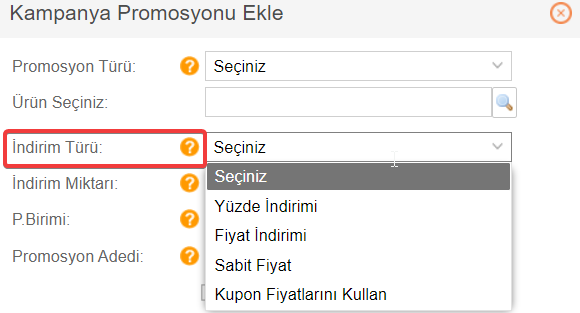 Kampanya Promosyonu Ekle
Promosyon Türü: ? Seçiniz
Ürün Seçiniz:
İndirim Türü: ? Seçiniz
Seçiniz
İndirim Miktarı: ?
Yüzde İndirimi
P.Birimi: ?
Fiyat İndirimi
Promosyon Adedi: ?
Sabit Fiyat
Kupon Fiyatlarını Kullan